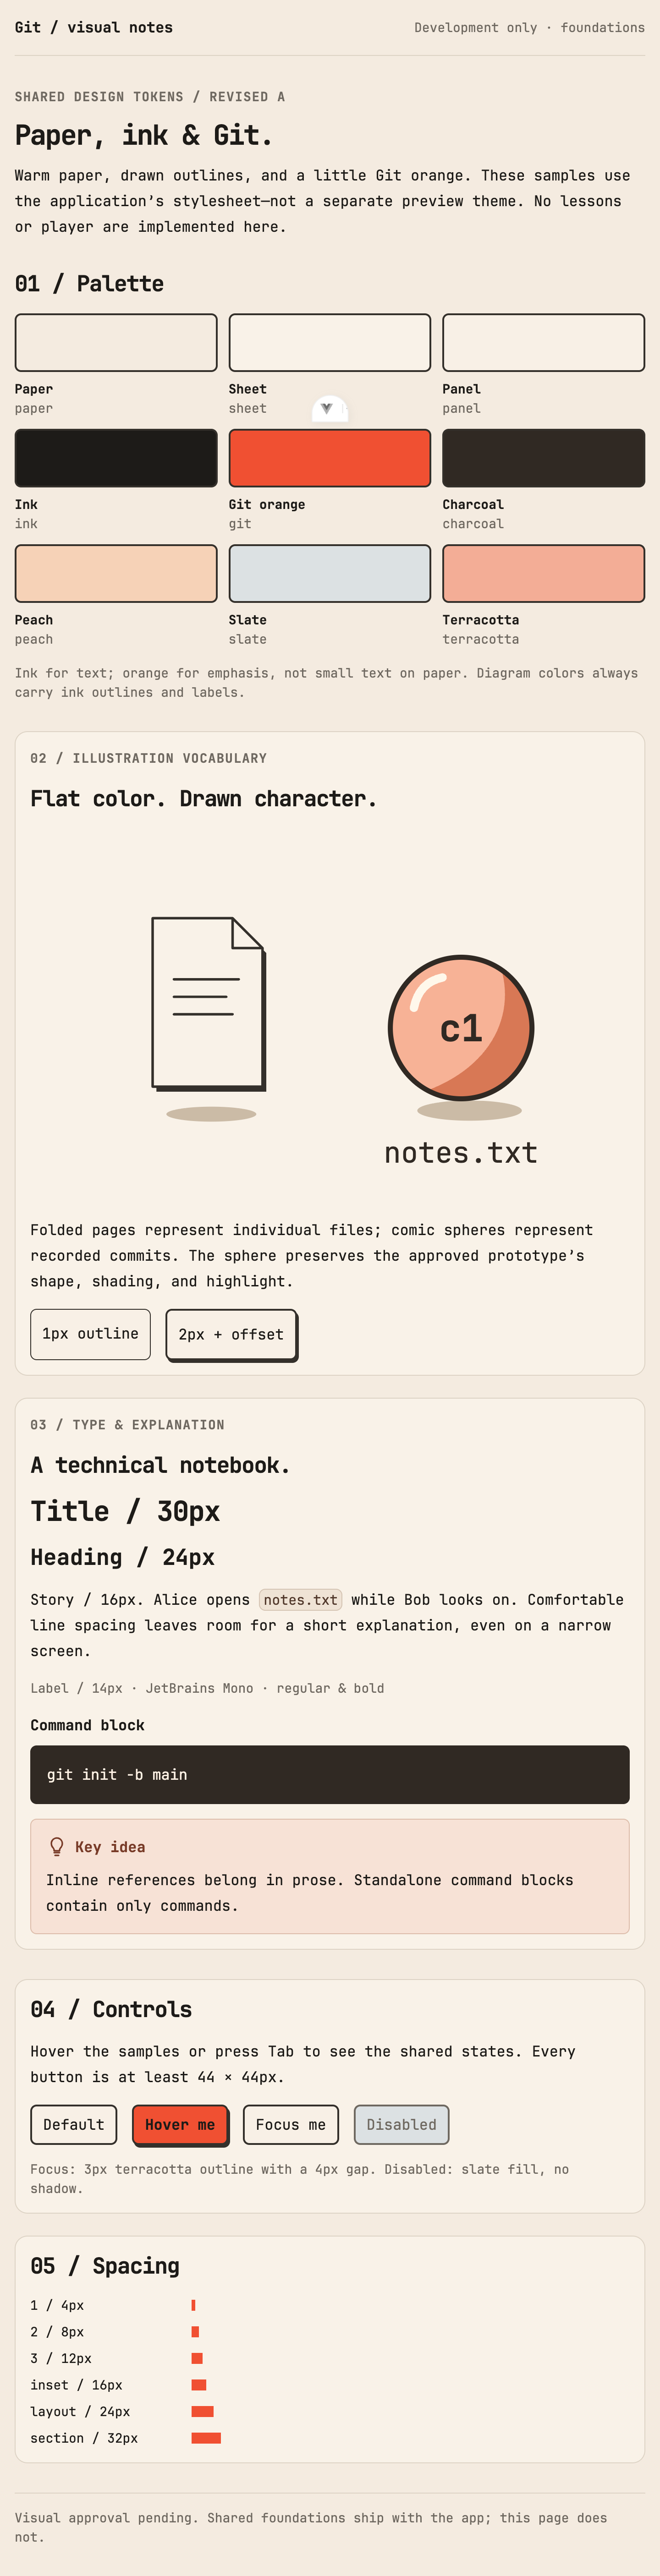 Git / visual notes
Development only · foundations
SHARED DESIGN TOKENS / REVISED A
Paper, ink & Git.
Warm paper, drawn outlines, and a little Git orange. These samples use
the application’s stylesheet—not a separate preview theme. No lessons
or player are implemented here.
01 / Palette
Paper
paper
Sheet
sheet
Panel
panel
Ink
ink
Git orange
git
Charcoal
charcoal
Peach
peach
Slate
slate
Terracotta
terracotta
Ink for text; orange for emphasis, not small text on paper. Diagram colors always
carry ink outlines and labels.
02 / ILLUSTRATION VOCABULARY
Flat color. Drawn character.
c1
notes.txt
Folded pages represent individual files; comic spheres represent
recorded commits. The sphere preserves the approved prototype’s
shape, shading, and highlight.
1px outline
2px + offset
03 / TYPE & EXPLANATION
A technical notebook.
Title / 30px
Heading / 24px
Story / 16px. Alice opens notes.txt while Bob looks on. Comfortable
line spacing leaves room for a short explanation, even on a narrow
screen.
Label / 14px · JetBrains Mono · regular & bold
Command block
git init -b main
Key idea
Inline references belong in prose. Standalone command blocks
contain only commands.
04 / Controls
Hover the samples or press Tab to see the shared states. Every
button is at least 44 × 44px.
Default
Hover me
Focus me
Disabled
Focus: 3px terracotta outline with a 4px gap. Disabled: slate fill, no
shadow.
05 / Spacing
1 / 4px
2 / 8px
3 / 12px
inset / 16px
layout / 24px
section / 32px
Visual approval pending. Shared foundations ship with the app; this page does
not.